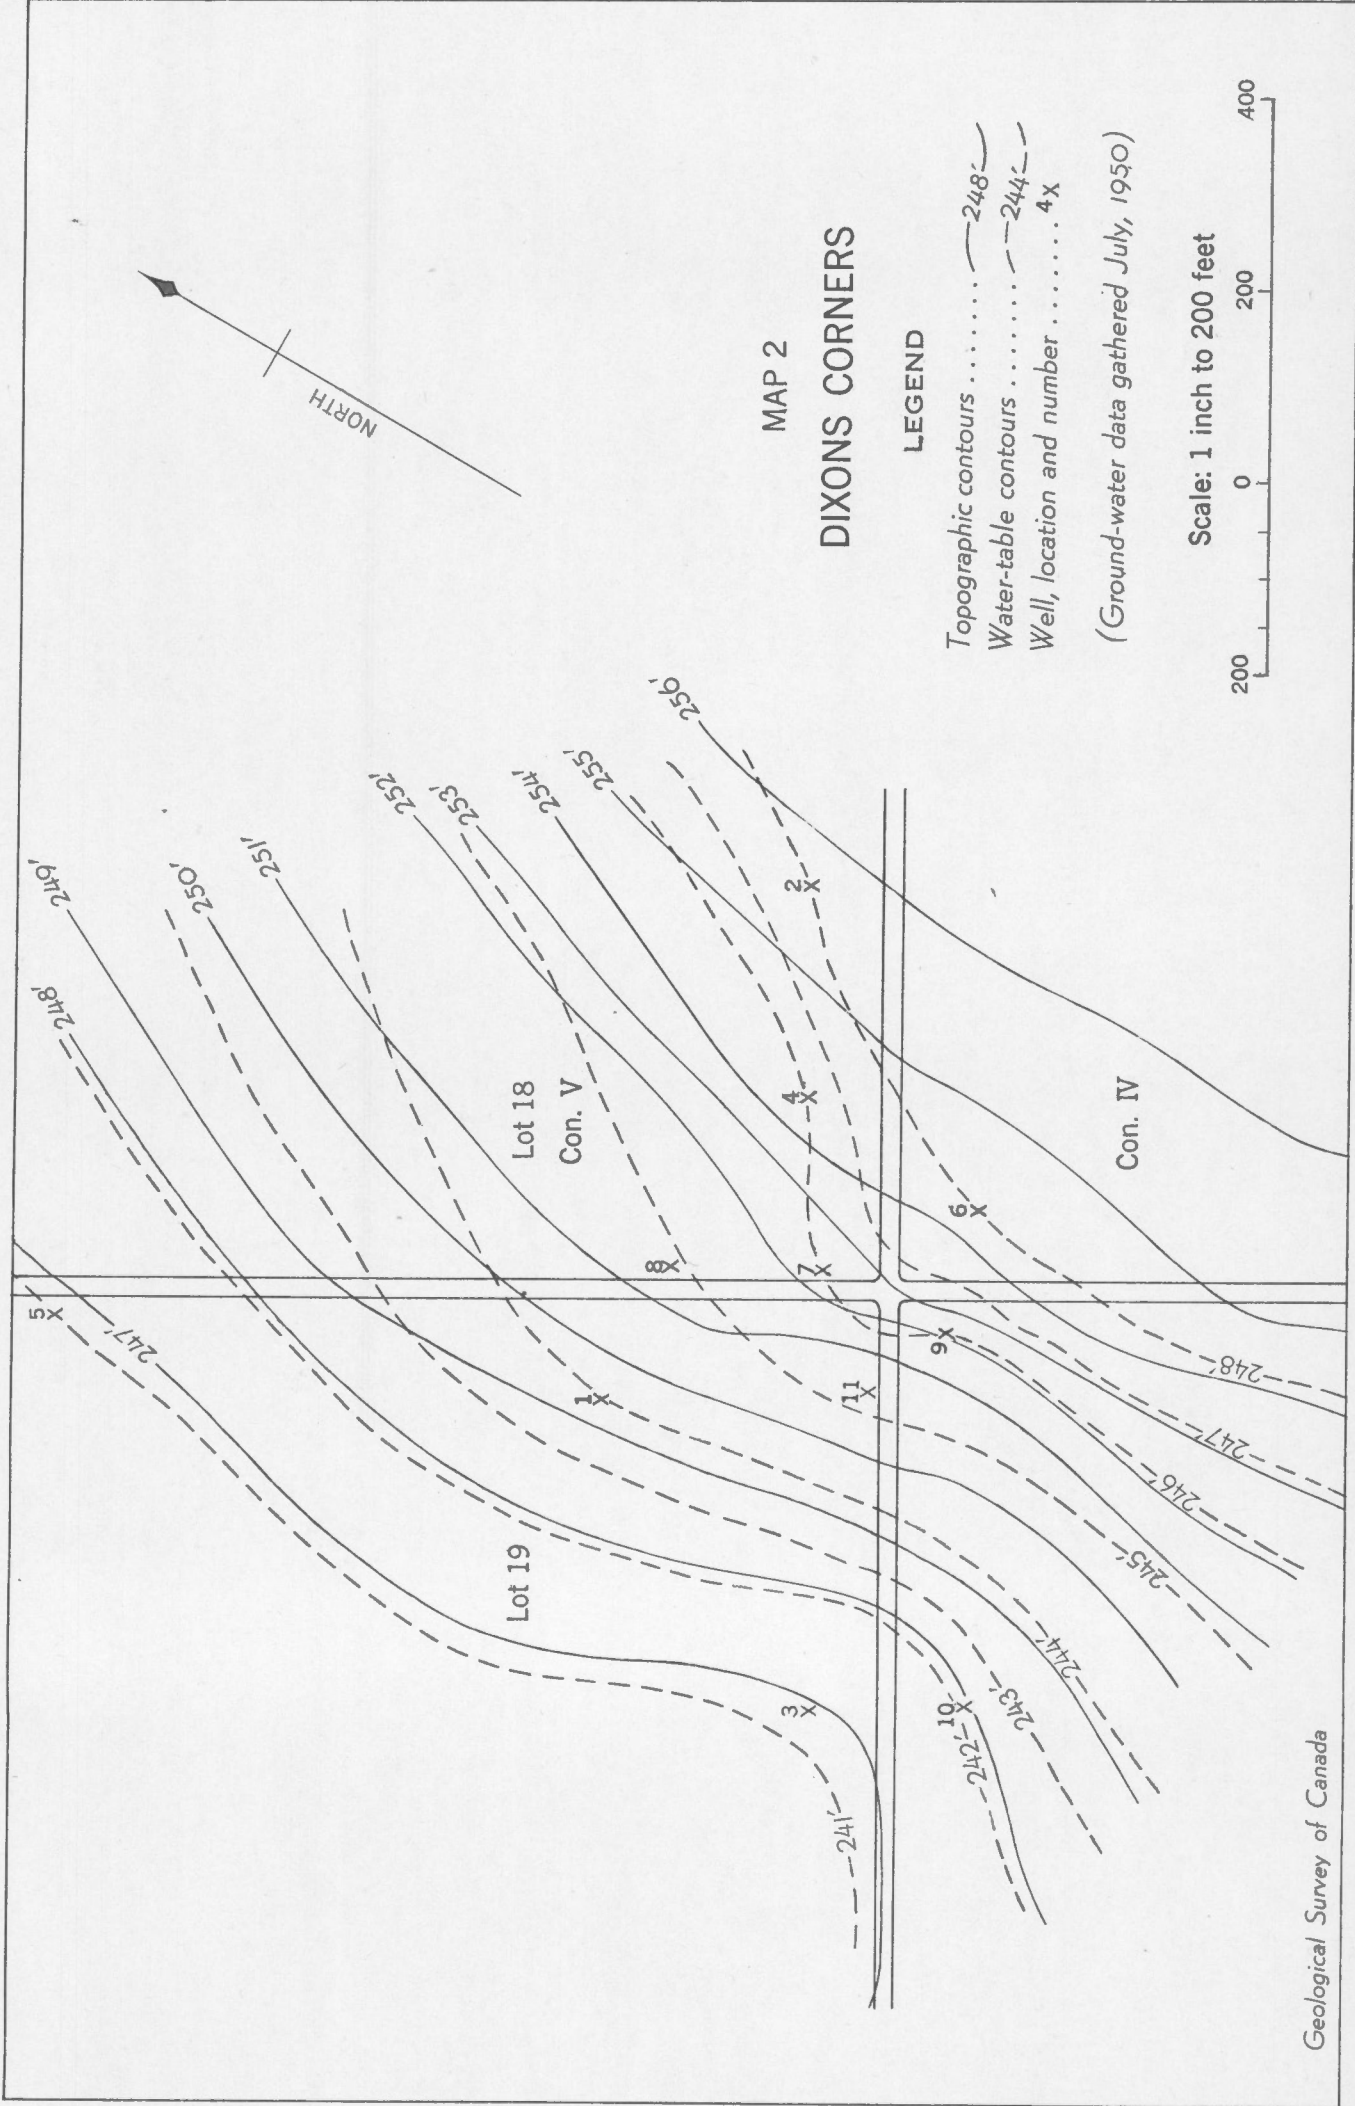 MAP 2
DIXONS CORNERS
LEGEND
Topographic contours ....... 248'
Water-table contours ....... 244'
Well, location and number ....... 4 x
(Ground-water data gathered July, 1950)
Scale: 1 inch to 200 feet
200 0 200 400
NORTH
249'
248'
250'
251'
252'
253'
254'
255'
256'
247'
5
x
8
x
Lot 18
Con. V
2
x
4
x
7
x
1
x
11
x
6
x
9
x
Con. IV
Lot 19
3
x
10
x
241'
242'
243'
244'
245'
246'
247'
248'
Geological Survey of Canada